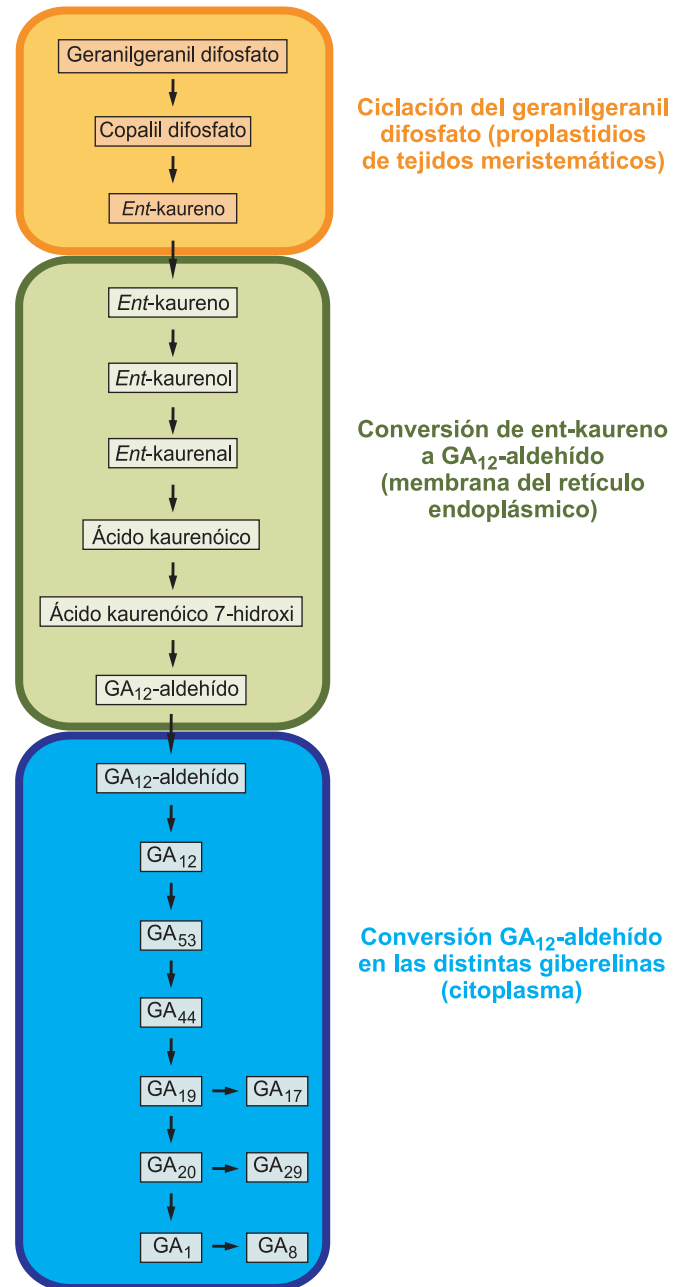 Geranilgeranil difosfato
Copalil difosfato
Ent-kaureno
Ciclación del geranilgeranil
difosfato (proplastidios
de tejidos meristemáticos)
Ent-kaureno
Ent-kaurenol
Ent-kaurenal
Ácido kaurenóico
Ácido kaurenóico 7-hidroxi
GA12-aldehído
Conversión de ent-kaureno
a GA12-aldehído
(membrana del retículo
endoplásmico)
GA12-aldehído
GA12
GA53
GA44
GA19 GA17
GA20 GA29
GA1 GA8
Conversión GA12-aldehído
en las distintas giberelinas
(citoplasma)